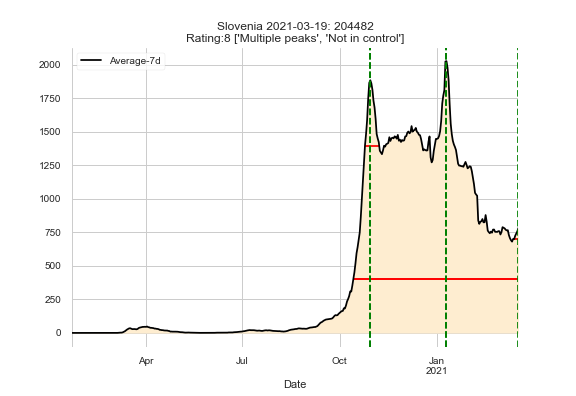 Slovenia 2021-03-19: 204482
Rating:8 ['Multiple peaks', 'Not in control']
Average-7d
2000
1750
1500
1250
1000
750
500
250
0
Apr
Jul
Oct
Jan
2021
Date